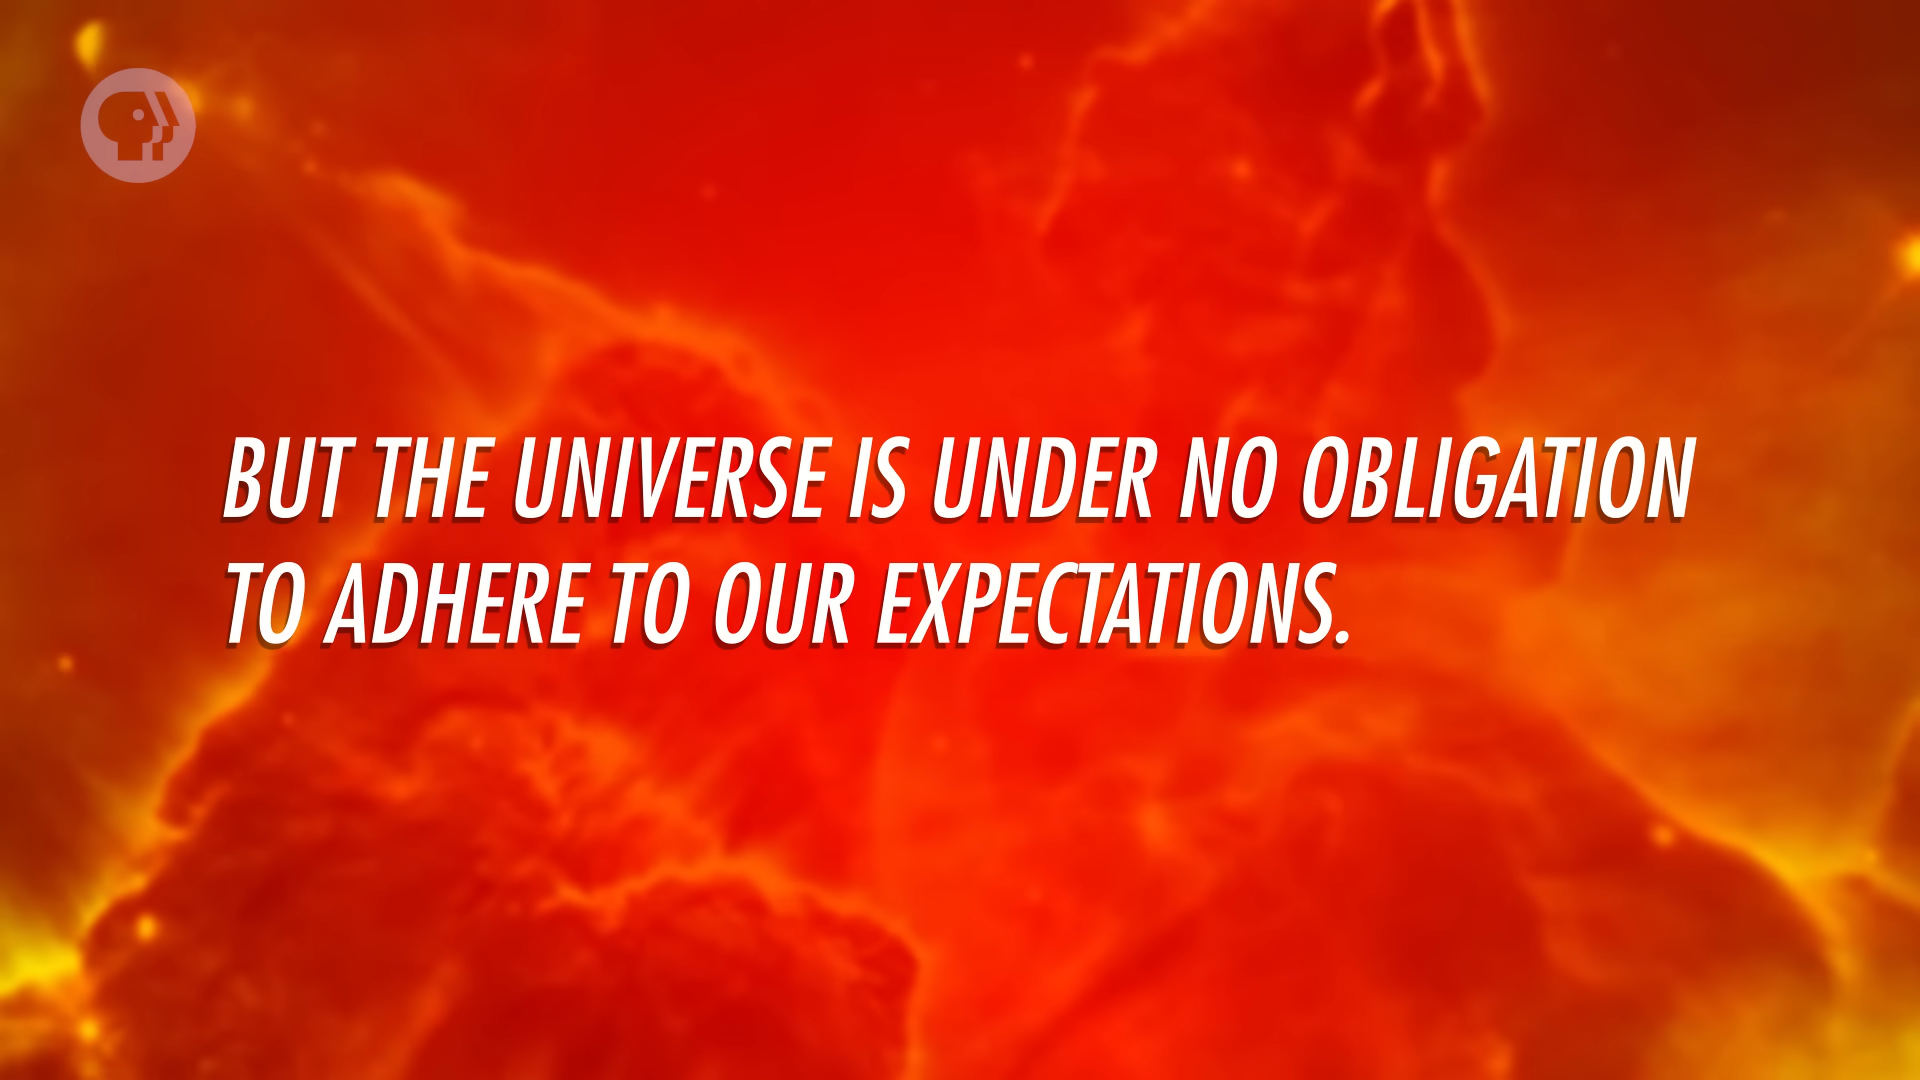 BUT THE UNIVERSE IS UNDER NO OBLIGATION
TO ADHERE TO OUR EXPECTATIONS.